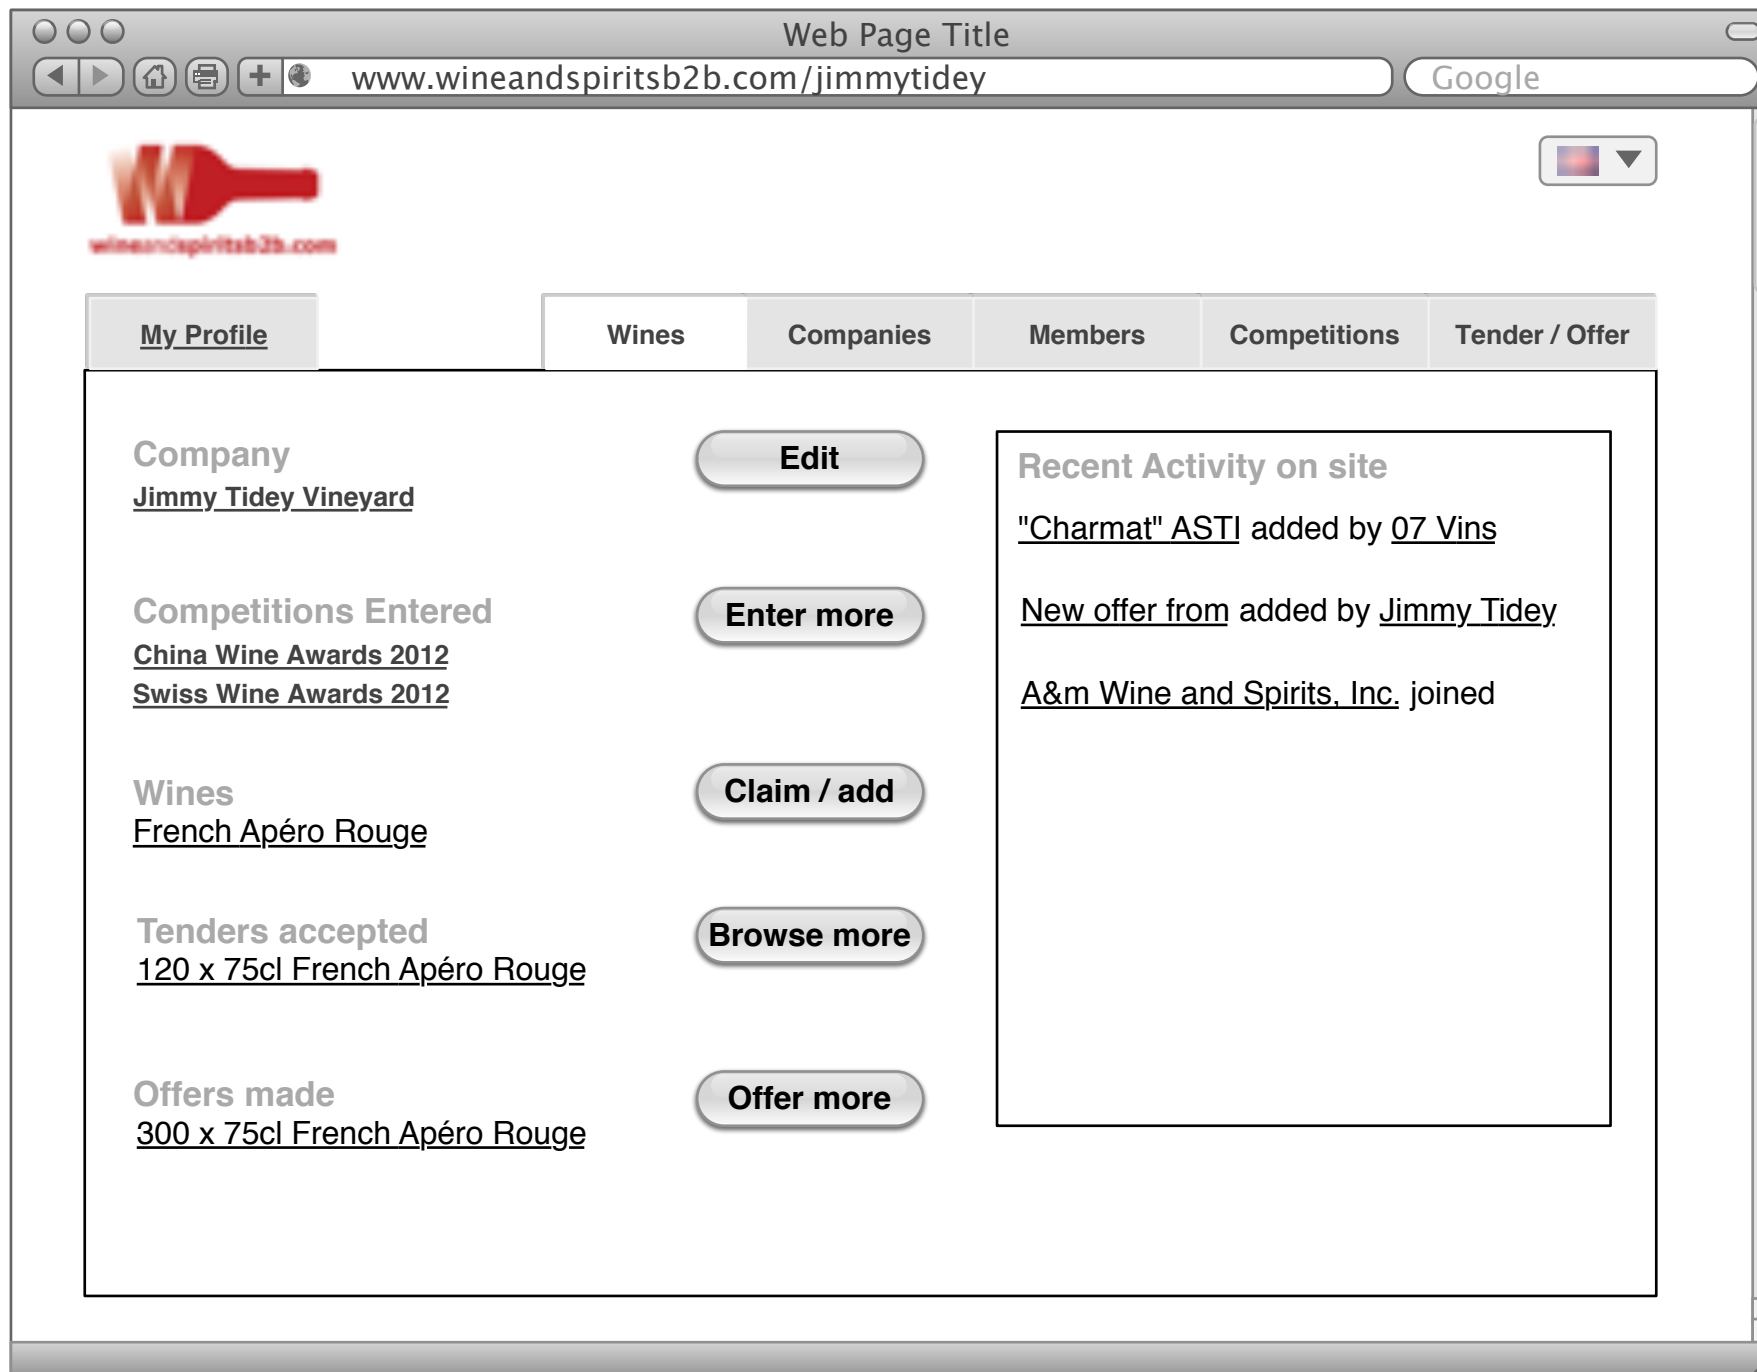 Web Page Title
www.wineandspiritsb2b.com/jimmytidey
Google
wineandspiritsb2b.com
My Profile
Wines
Companies
Members
Competitions
Tender / Offer
Company
Jimmy Tidey Vineyard
Edit
Competitions Entered
China Wine Awards 2012
Swiss Wine Awards 2012
Enter more
Wines
French Apéro Rouge
Claim / add
Tenders accepted
120 x 75cl French Apéro Rouge
Browse more
Offers made
300 x 75cl French Apéro Rouge
Offer more
Recent Activity on site
"Charmat" ASTI added by 07 Vins
New offer from added by Jimmy Tidey
A&m Wine and Spirits, Inc. joined